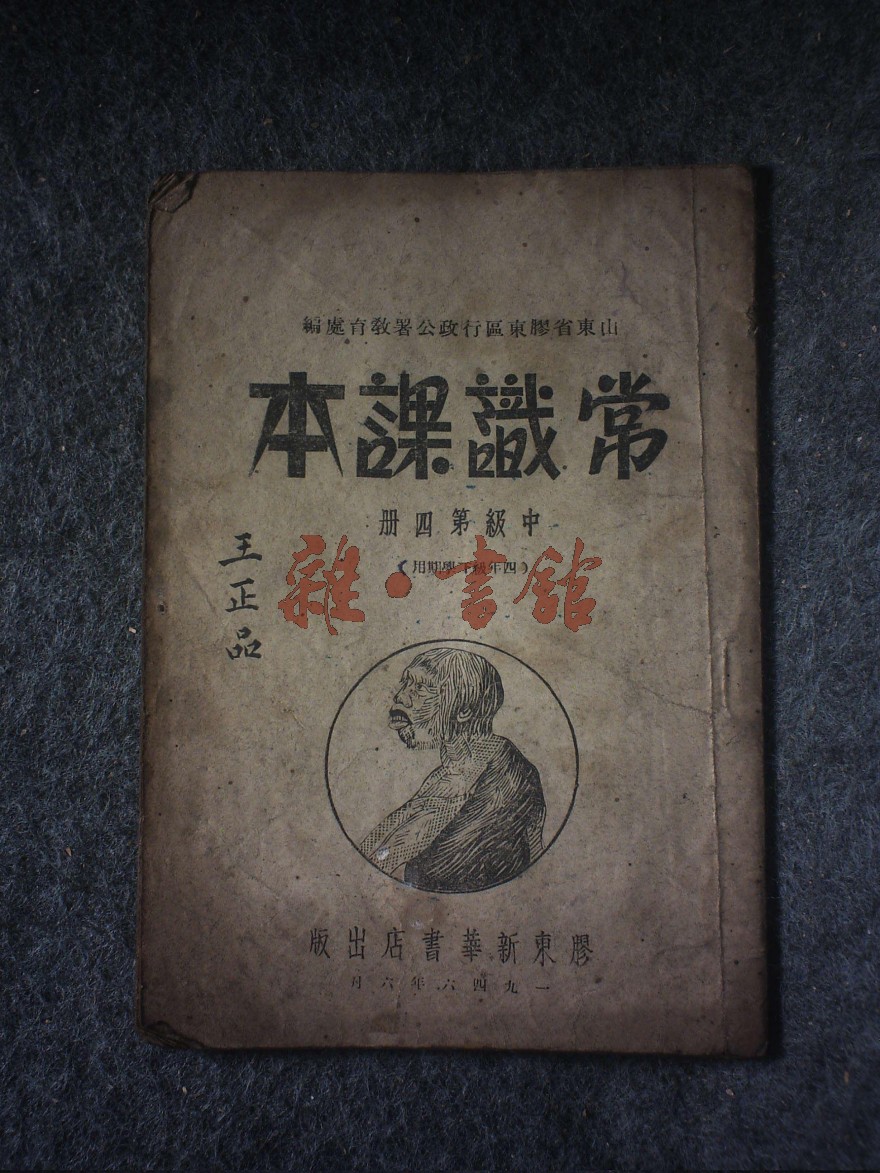 山東省膠東區行政公署教育處編
常識課本
中級第四册
(四年級下學期用)
雜·書館
王正品
膠東新華書店出版
一九四六年六月